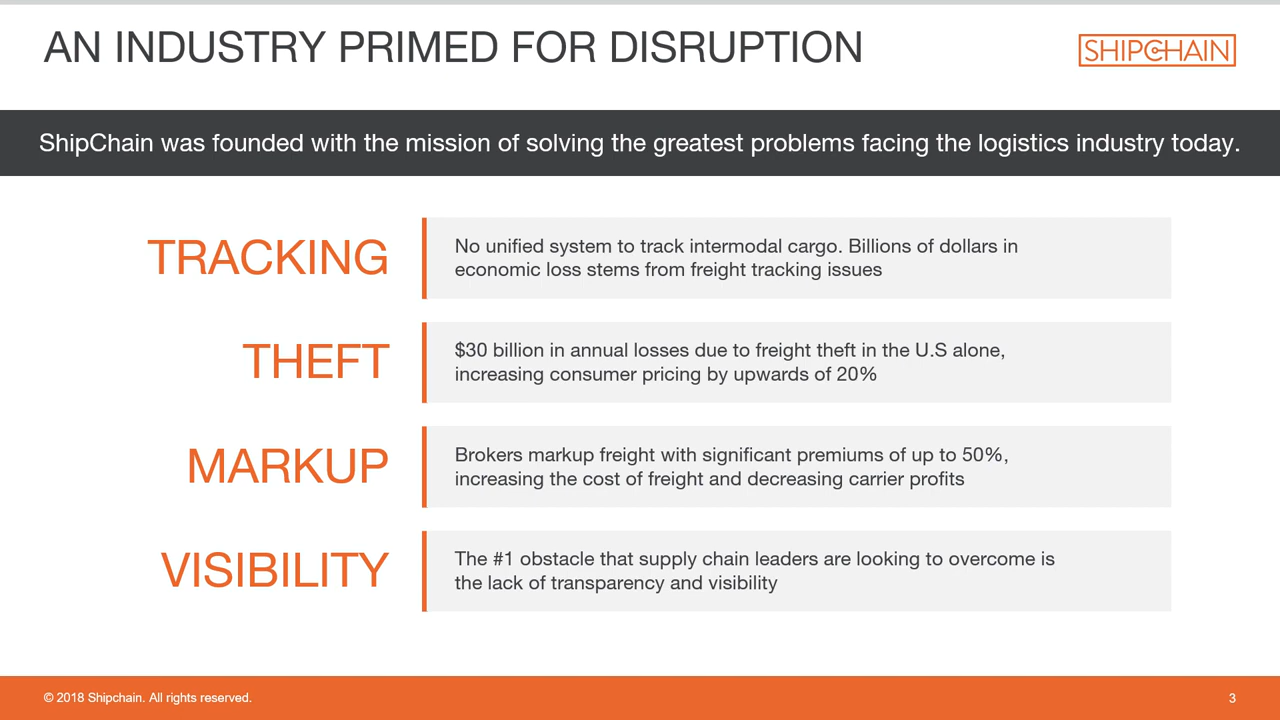 AN INDUSTRY PRIMED FOR DISRUPTION
SHIPCHAIN
ShipChain was founded with the mission of solving the greatest problems facing the logistics industry today.
TRACKING
No unified system to track intermodal cargo. Billions of dollars in
economic loss stems from freight tracking issues
THEFT
$30 billion in annual losses due to freight theft in the U.S alone,
increasing consumer pricing by upwards of 20%
MARKUP
Brokers markup freight with significant premiums of up to 50%,
increasing the cost of freight and decreasing carrier profits
VISIBILITY
The #1 obstacle that supply chain leaders are looking to overcome is
the lack of transparency and visibility
© 2018 Shipchain. All rights reserved.
3